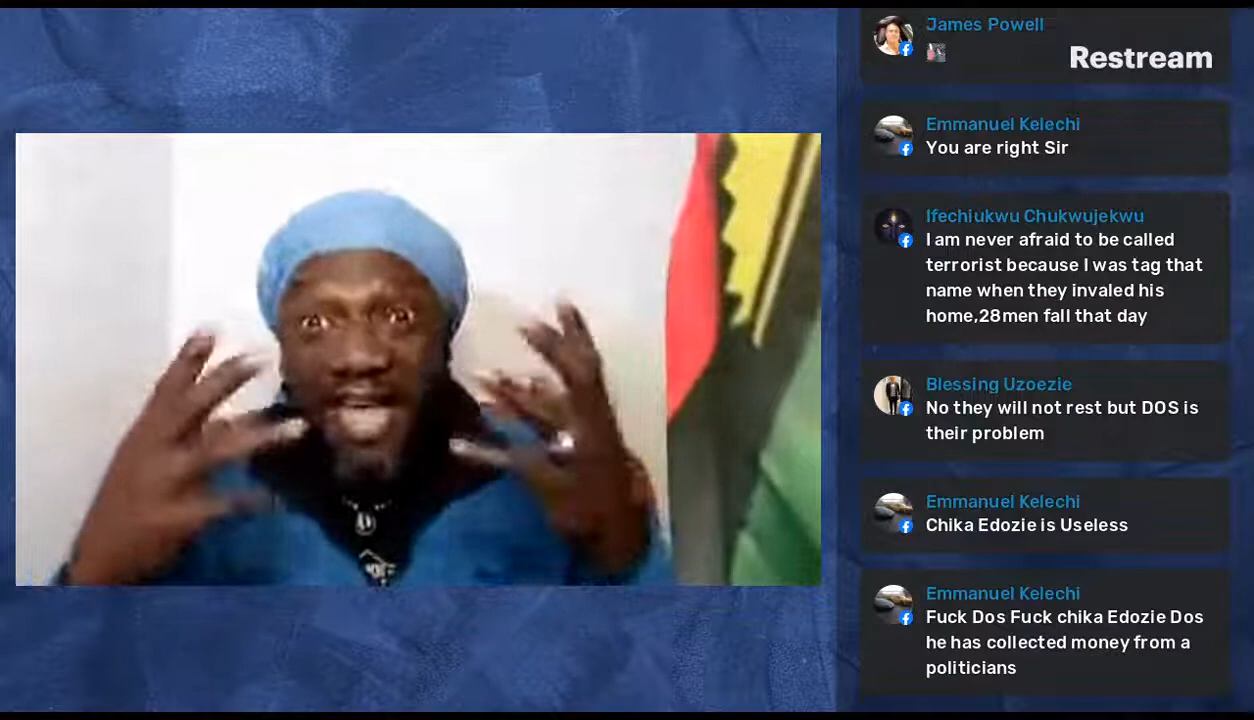 James Powell
Restream
Emmanuel Kelechi
You are right Sir
Ifechiukwu Chukwujekwu
I am never afraid to be called
terrorist because I was tag that
name when they invaled his
home,28men fall that day
Blessing Uzoezie
No they will not rest but DOS is
their problem
Emmanuel Kelechi
Chika Edozie is Useless
Emmanuel Kelechi
Fuck Dos Fuck chika Edozie Dos
he has collected money from a
politicians